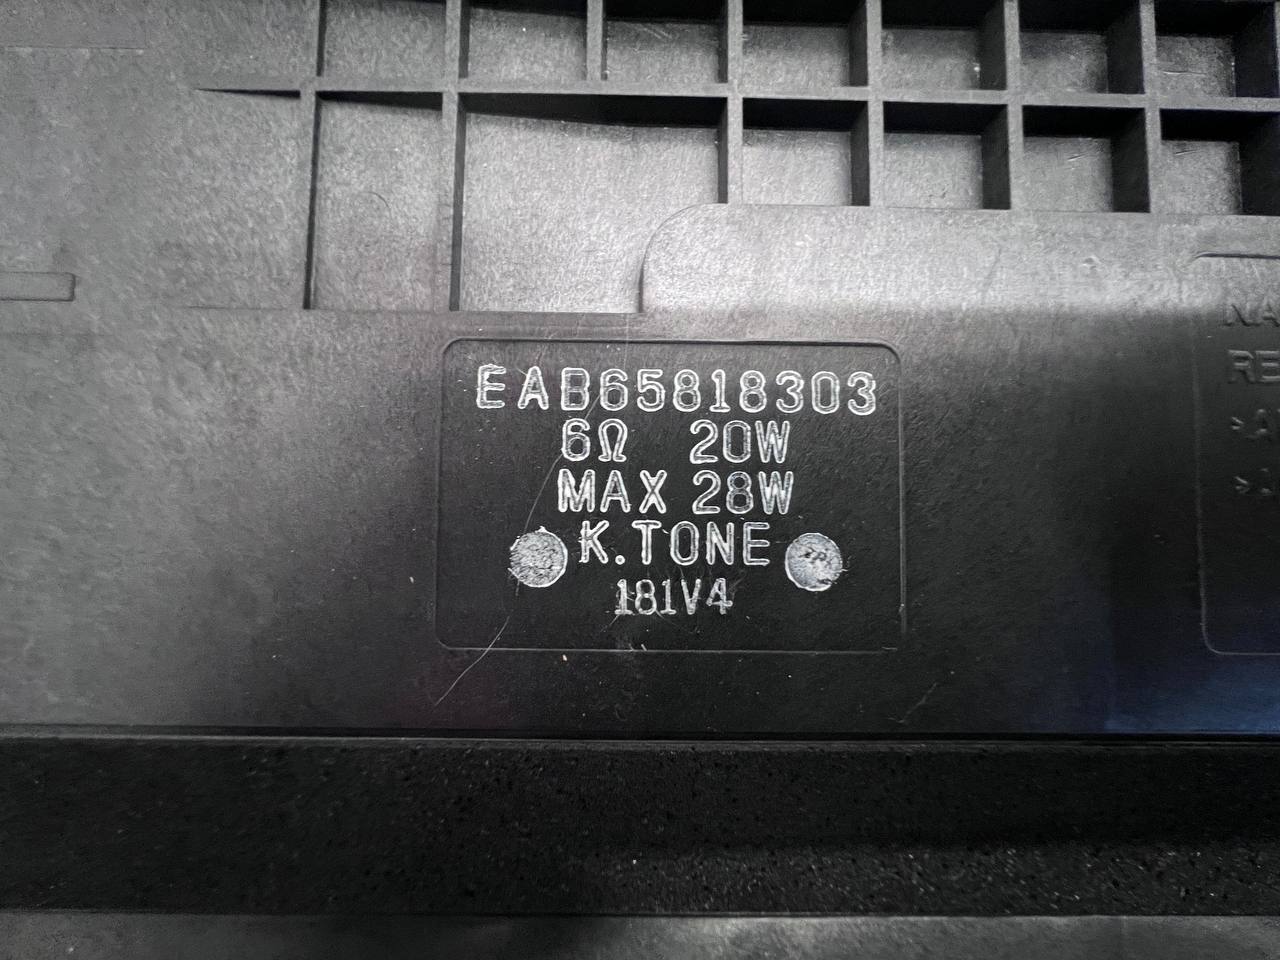 EAB65818303
6Ω 20W
MAX 28W
K.TONE
181V4